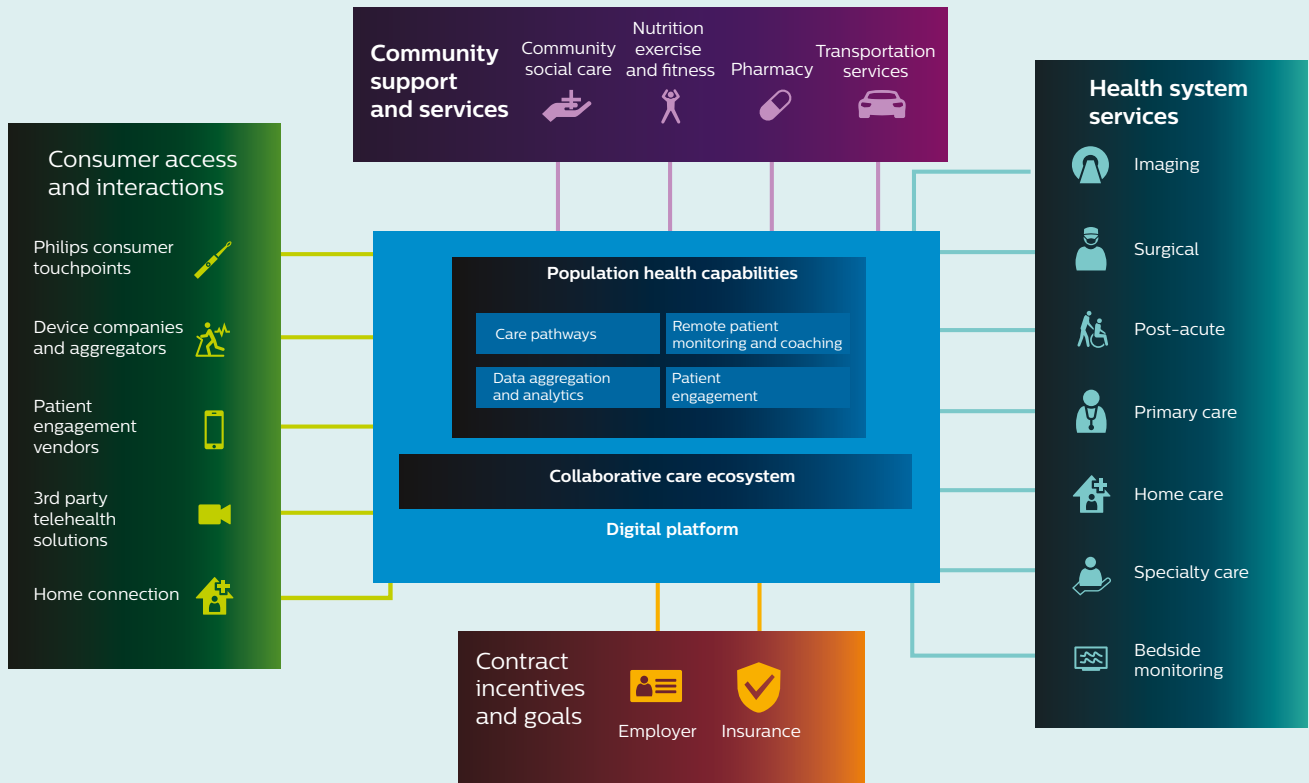 Community
support
and services
Community
social care
Nutrition
exercise
and fitness
Pharmacy
Transportation
services
Consumer access
and interactions
Philips consumer
touchpoints
Device companies
and aggregators
Patient
engagement
vendors
3rd party
telehealth
solutions
Home connection
Population health capabilities
Care pathways
Remote patient
monitoring and coaching
Data aggregation
and analytics
Patient
engagement
Collaborative care ecosystem
Digital platform
Health system
services
Imaging
Surgical
Post-acute
Primary care
Home care
Specialty care
Bedside
monitoring
Contract
incentives
and goals
Employer
Insurance